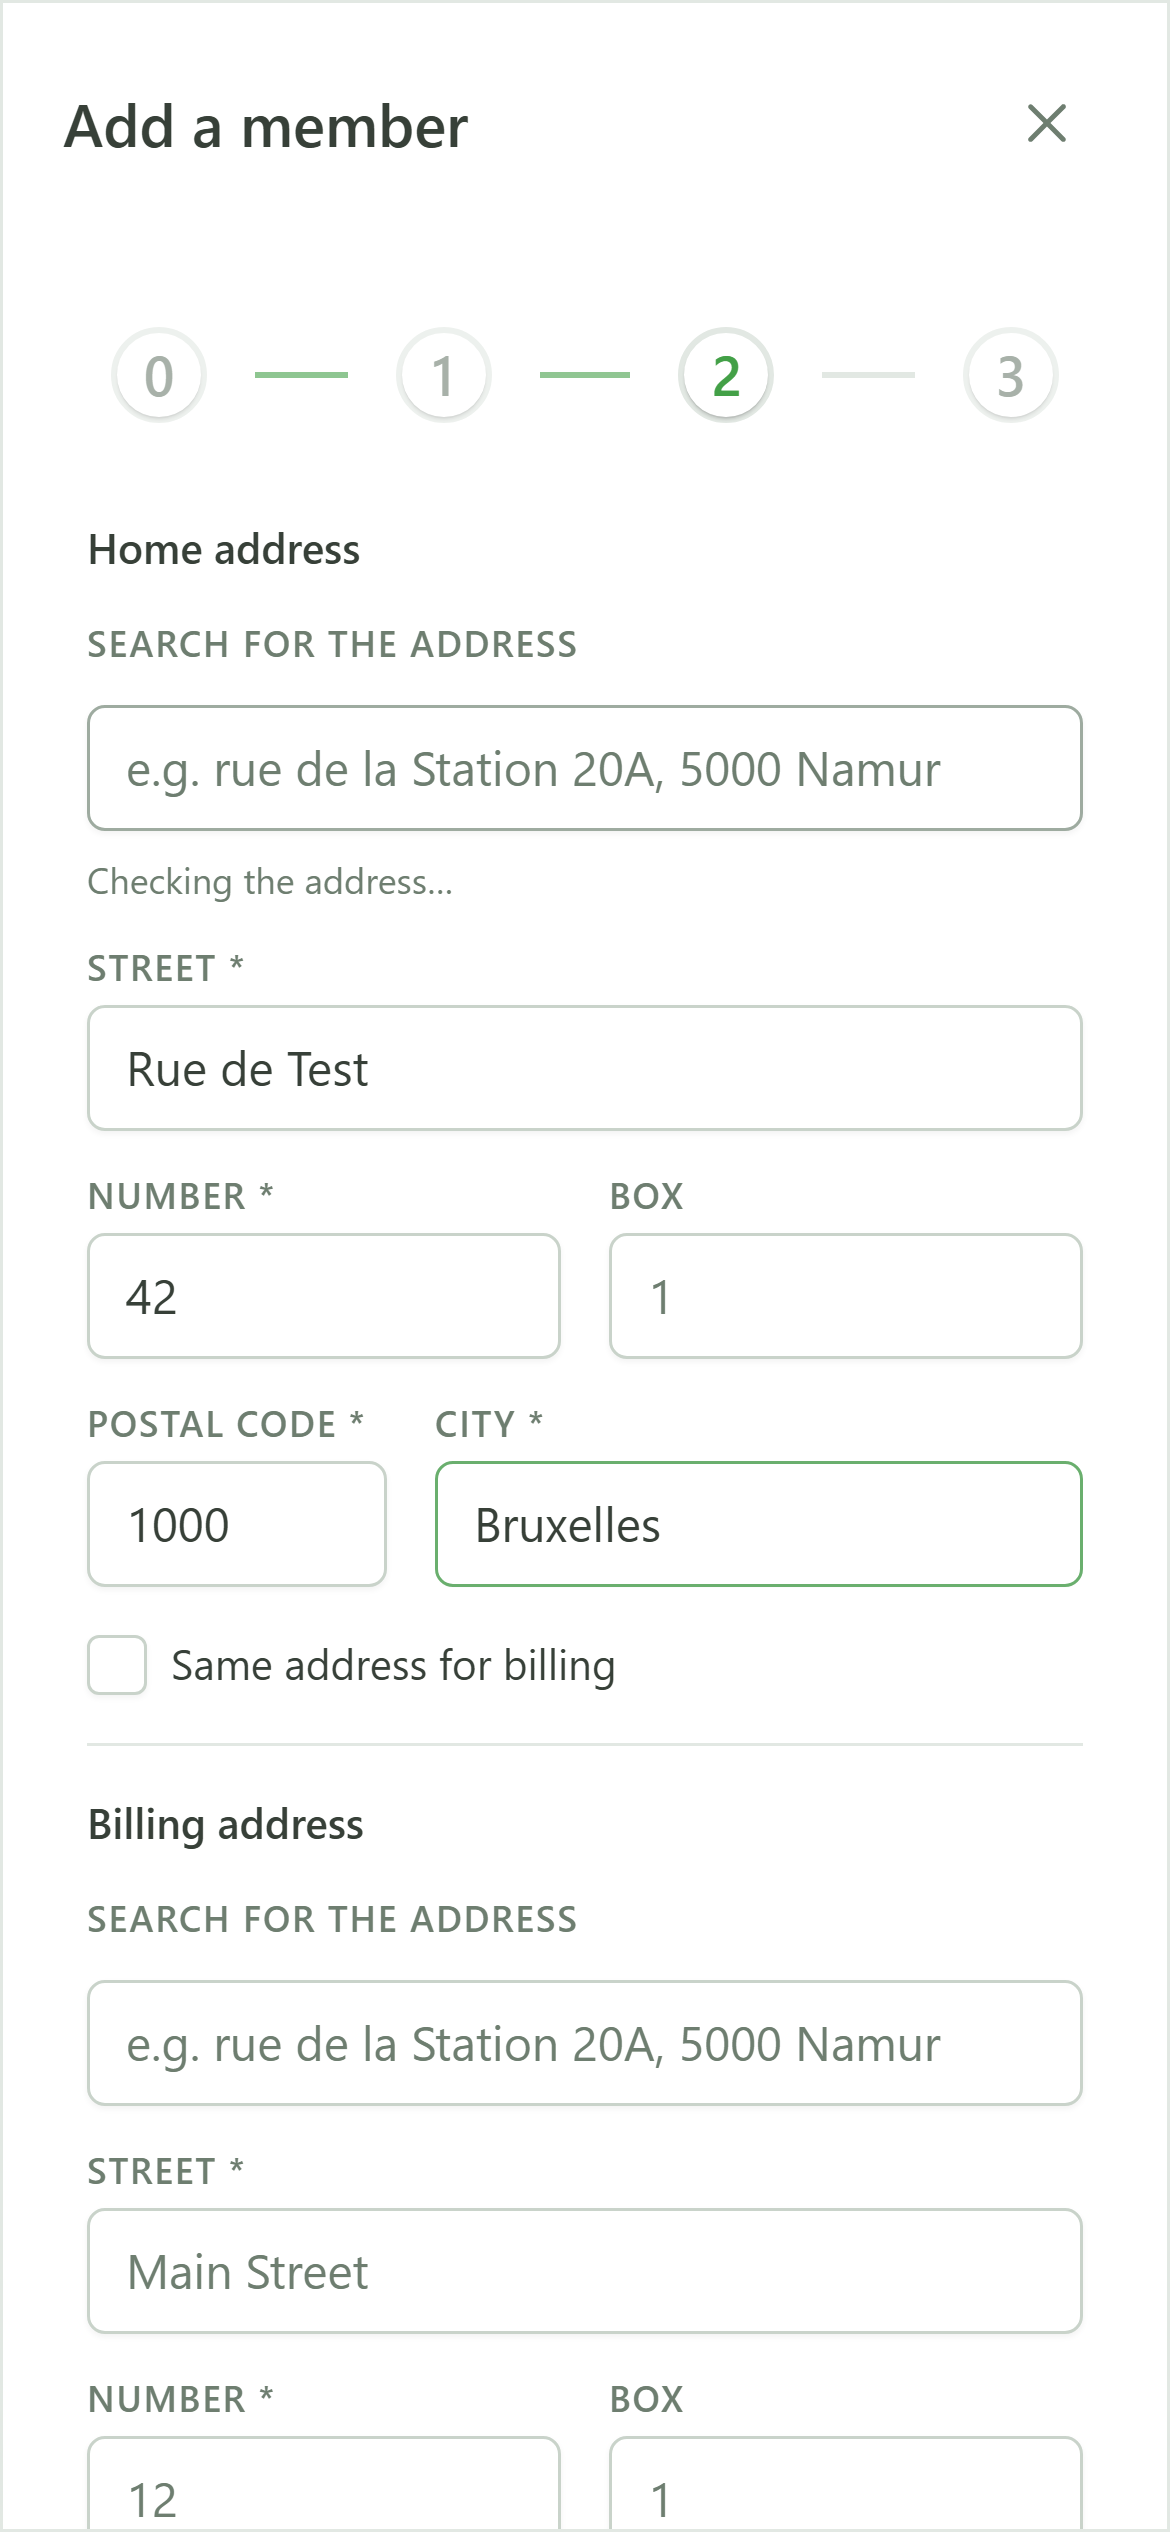 Add a member
0 1 2 3
Home address
SEARCH FOR THE ADDRESS
e.g. rue de la Station 20A, 5000 Namur
Checking the address...
STREET *
Rue de Test
NUMBER * BOX
42 1
POSTAL CODE * CITY *
1000 Bruxelles
Same address for billing
Billing address
SEARCH FOR THE ADDRESS
e.g. rue de la Station 20A, 5000 Namur
STREET *
Main Street
NUMBER * BOX
12 1